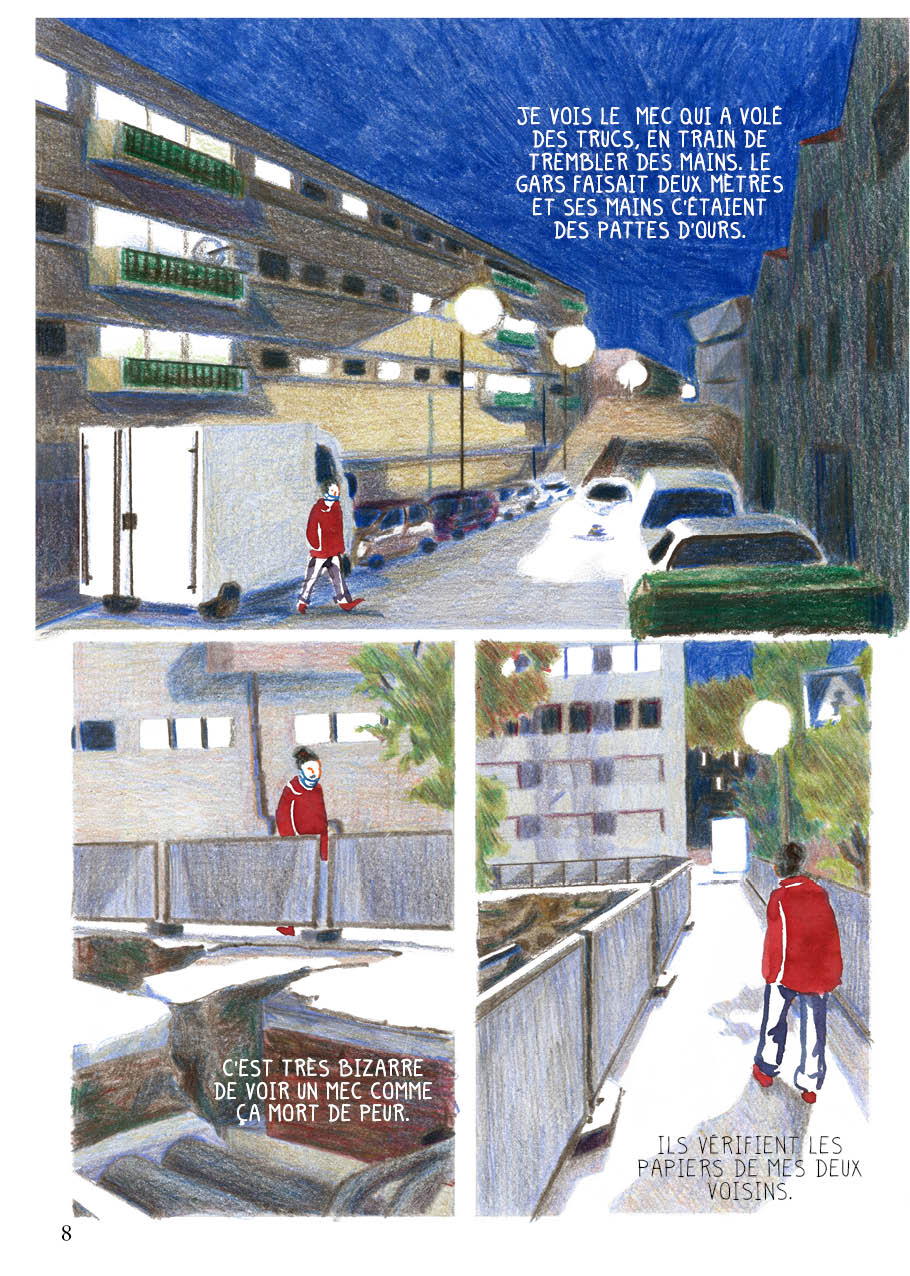 JE VOIS LE MEC QUI A VOLÉ
DES TRUCS, EN TRAIN DE
TREMBLER DES MAINS. LE
GARS FAISAIT DEUX MÈTRES
ET SES MAINS C'ÉTAIENT
DES PATTES D'OURS.
C'EST TRÈS BIZARRE
DE VOIR UN MEC COMME
ÇA MORT DE PEUR.
ILS VÉRIFIENT LES
PAPIERS DE MES DEUX
VOISINS.
8